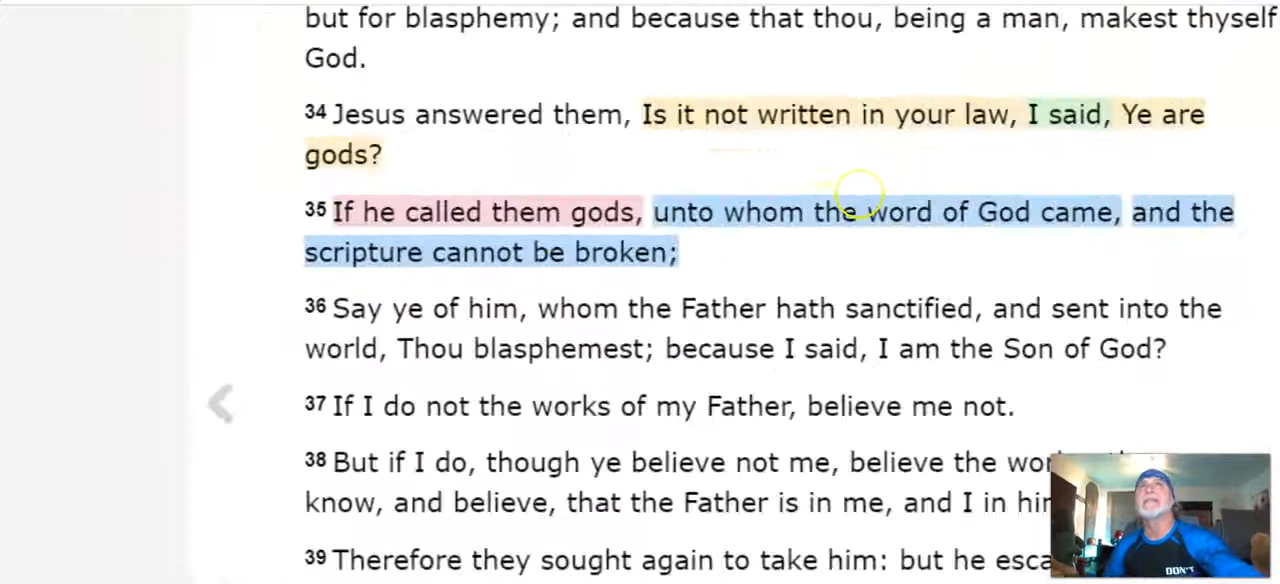 but for blasphemy; and because that thou, being a man, makest thyself
God.
34 Jesus answered them, Is it not written in your law, I said, Ye are
gods?
35 If he called them gods, unto whom the word of God came, and the
scripture cannot be broken;
36 Say ye of him, whom the Father hath sanctified, and sent into the
world, Thou blasphemest; because I said, I am the Son of God?
37 If I do not the works of my Father, believe me not.
38 But if I do, though ye believe not me, believe the
know, and believe, that the Father is in me, and I in
39 Therefore they sought again to take him: but he
DON'T